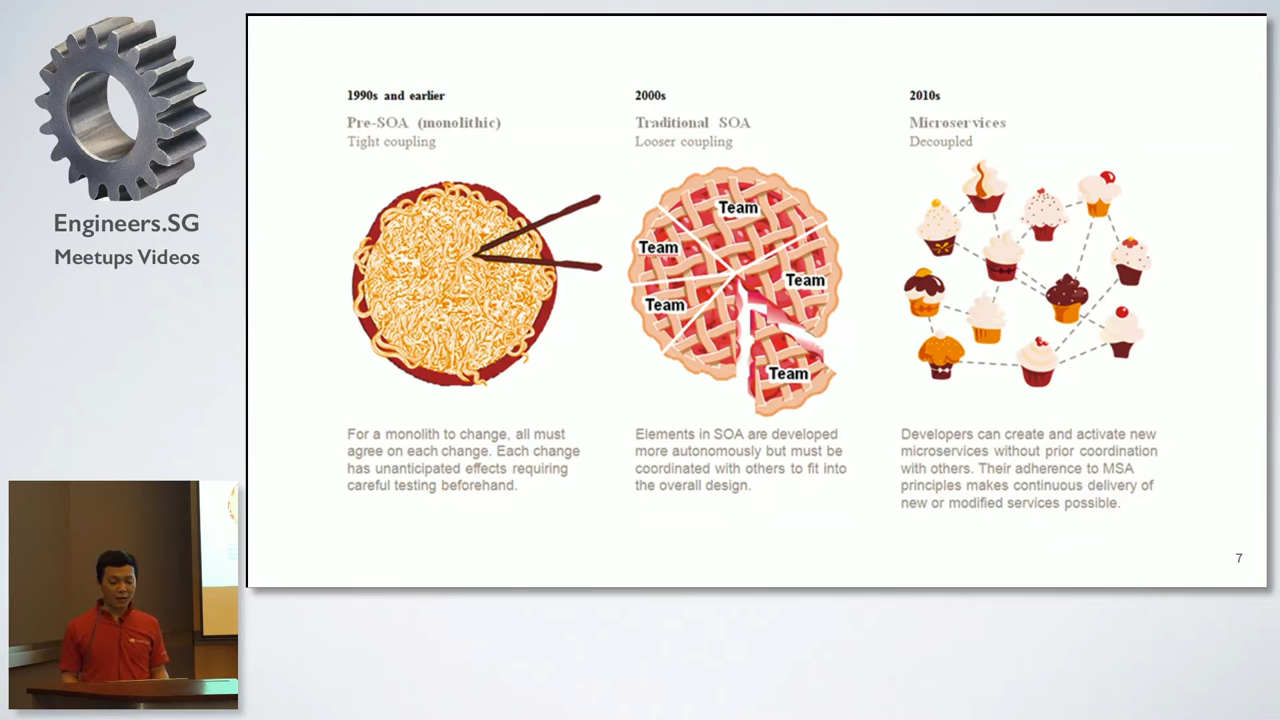 Engineers.SG
Meetups Videos
1990s and earlier
Pre-SOA (monolithic)
Tight coupling
2000s
Traditional SOA
Looser coupling
2010s
Microservices
Decoupled
Team
Team
Team
Team
Team
For a monolith to change, all must
agree on each change. Each change
has unanticipated effects requiring
careful testing beforehand.
Elements in SOA are developed
more autonomously but must be
coordinated with others to fit into
the overall design.
Developers can create and activate new
microservices without prior coordination
with others. Their adherence to MSA
principles makes continuous delivery of
new or modified services possible.
7